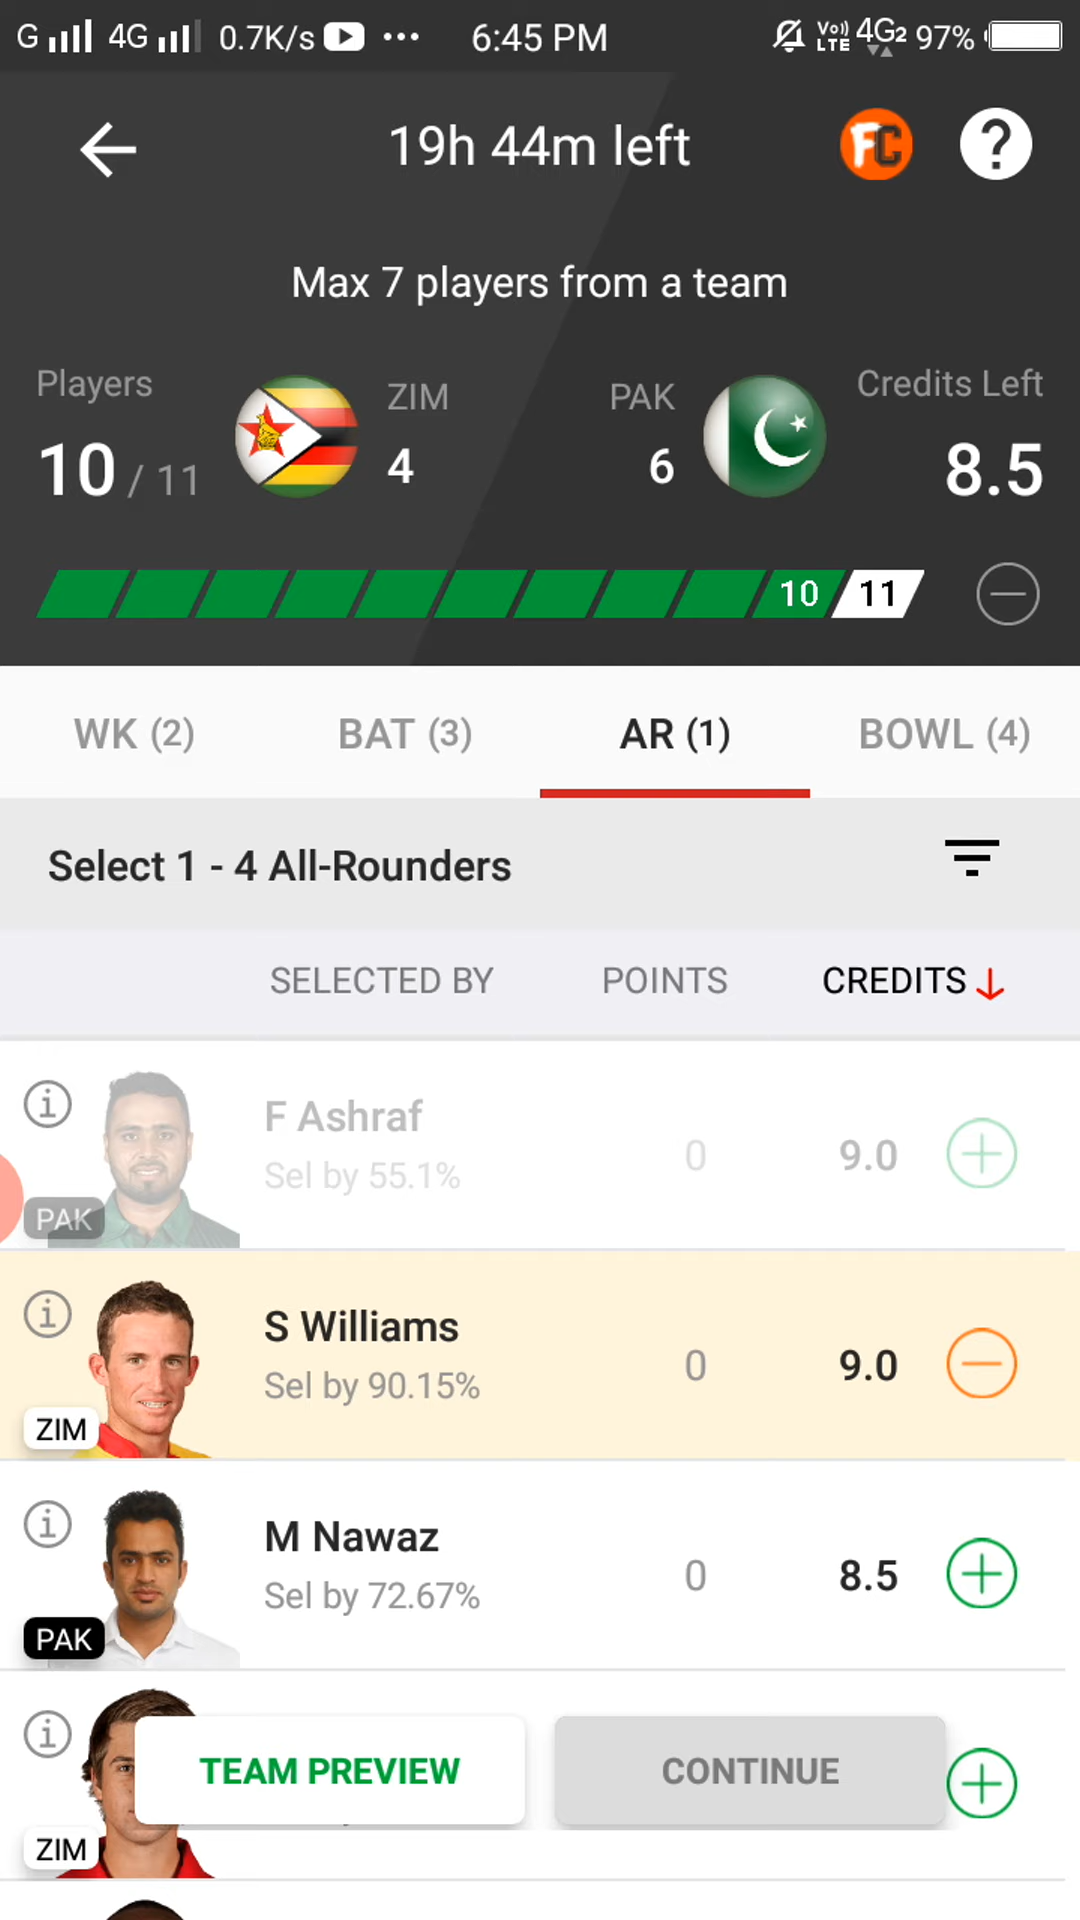 G 4G 0.7K/s 6:45 PM Vo)) LTE 4G2 97%
19h 44m left FC ?
Max 7 players from a team
Players ZIM PAK Credits Left
10 / 11 4 6 8.5
10 11
WK (2) BAT (3) AR (1) BOWL (4)
Select 1 - 4 All-Rounders
SELECTED BY POINTS CREDITS
F Ashraf
Sel by 55.1% 0 9.0
PAK
S Williams
Sel by 90.15% 0 9.0
ZIM
M Nawaz
Sel by 72.67% 0 8.5
PAK
TEAM PREVIEW CONTINUE
ZIM